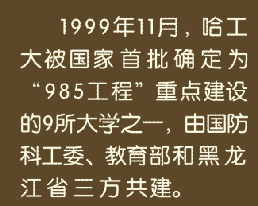 1999年11月，哈工
大被国家首批确定为
“985工程”重点建设
的9所大学之一，由国防
科工委、教育部和黑龙
江省三方共建。